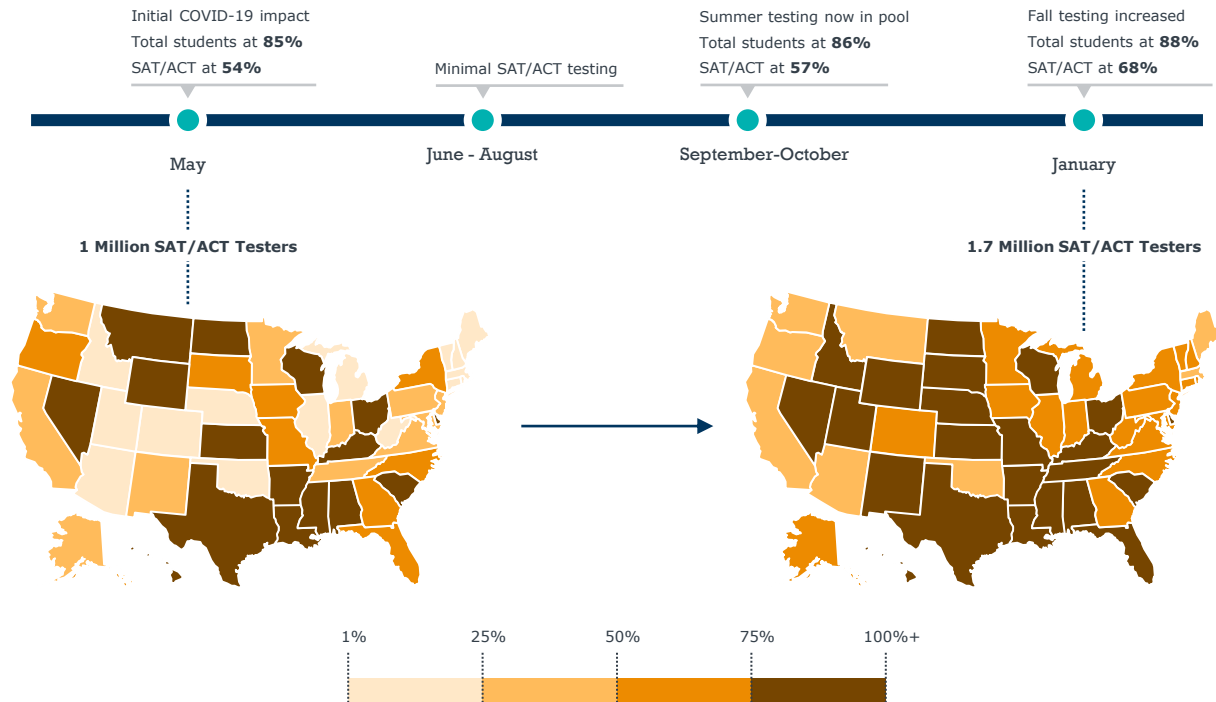 Initial COVID-19 impact
Total students at 85%
SAT/ACT at 54%
Minimal SAT/ACT testing
Summer testing now in pool
Total students at 86%
SAT/ACT at 57%
Fall testing increased
Total students at 88%
SAT/ACT at 68%
May
June - August
September-October
January
1 Million SAT/ACT Testers
1.7 Million SAT/ACT Testers
1%
25%
50%
75%
100%+